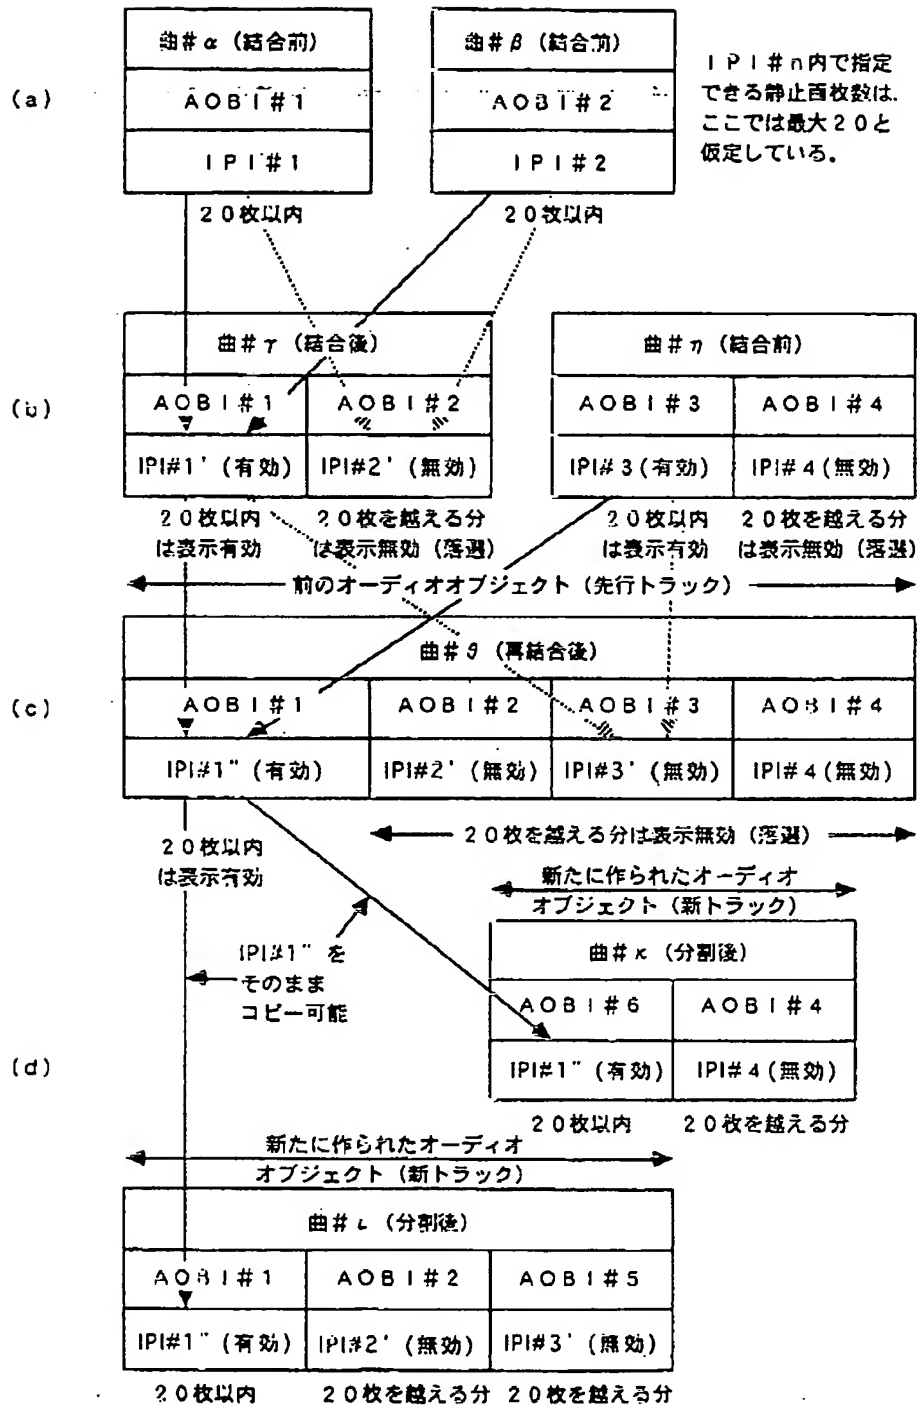 (a)
曲#α (結合前)
AOBI#1
IPI#1
20枚以内
曲#β (結合前)
AOBI#2
IPI#2
20枚以内
IPI#n内で指定
できる静止画枚数は、
ここでは最大20と
仮定している。
(b)
曲#γ (結合後)
AOBI#1
AOBI#2
IPI#1' (有効)
IPI#2' (無効)
20枚以内
は表示有効
20枚を越える分
は表示無効 (落選)
曲#η (結合前)
AOBI#3
AOBI#4
IPI#3 (有効)
IPI#4 (無効)
20枚以内
は表示有効
20枚を越える分
は表示無効 (落選)
前のオーディオオブジェクト (先行トラック)
(c)
曲#θ (再結合後)
AOBI#1
AOBI#2
AOBI#3
AOBI#4
IPI#1" (有効)
IPI#2' (無効)
IPI#3' (無効)
IPI#4 (無効)
20枚以内
は表示有効
20枚を越える分は表示無効 (落選)
IPI#1" を
そのまま
コピー可能
(d)
新たに作られたオーディオ
オブジェクト (新トラック)
曲#κ (分割後)
AOBI#6
AOBI#4
IPI#1" (有効)
IPI#4 (無効)
20枚以内
20枚を越える分
新たに作られたオーディオ
オブジェクト (新トラック)
曲#ι (分割後)
AOBI#1
AOBI#2
AOBI#5
IPI#1" (有効)
IPI#2' (無効)
IPI#3' (無効)
20枚以内
20枚を越える分
20枚を越える分